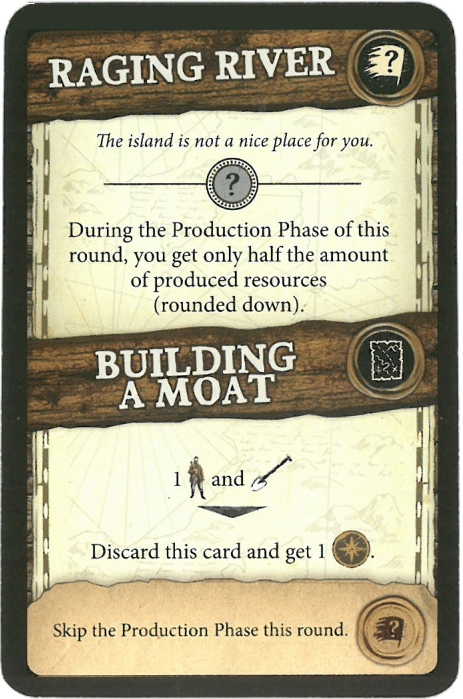 RAGING RIVER
?
The island is not a nice place for you.
?
During the Production Phase of this
round, you get only half the amount
of produced resources
(rounded down).
BUILDING
A MOAT
1 and
Discard this card and get 1 .
Skip the Production Phase this round.
?